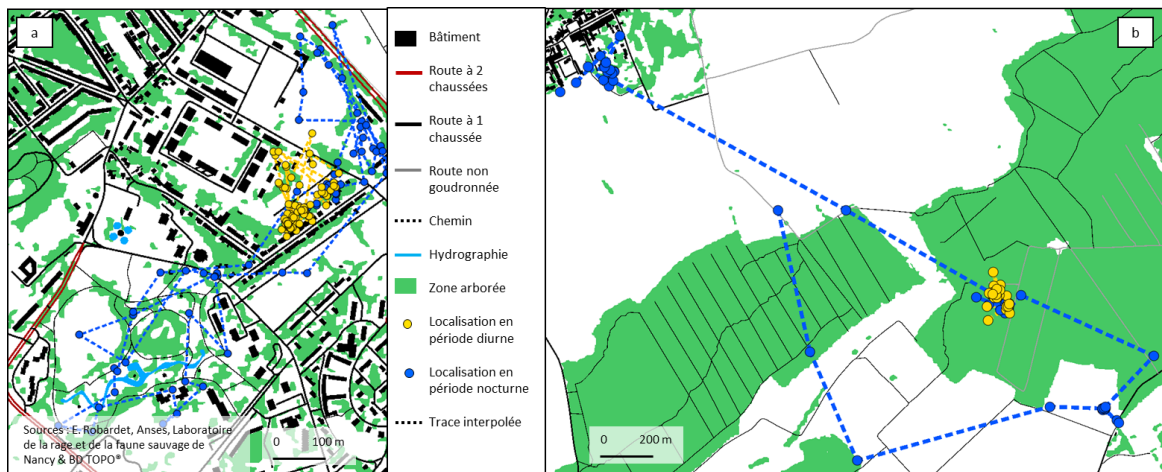 a
Bâtiment
Route à 2
chaussées
Route à 1
chaussée
Route non
goudronnée
Chemin
Hydrographie
Zone arborée
Localisation en
période diurne
Localisation en
période nocturne
Trace interpolée
Sources : E. Robardet, Anses, Laboratoire
de la rage et de la faune sauvage de
Nancy & BD TOPO®
0 100 m
b
0 200 m